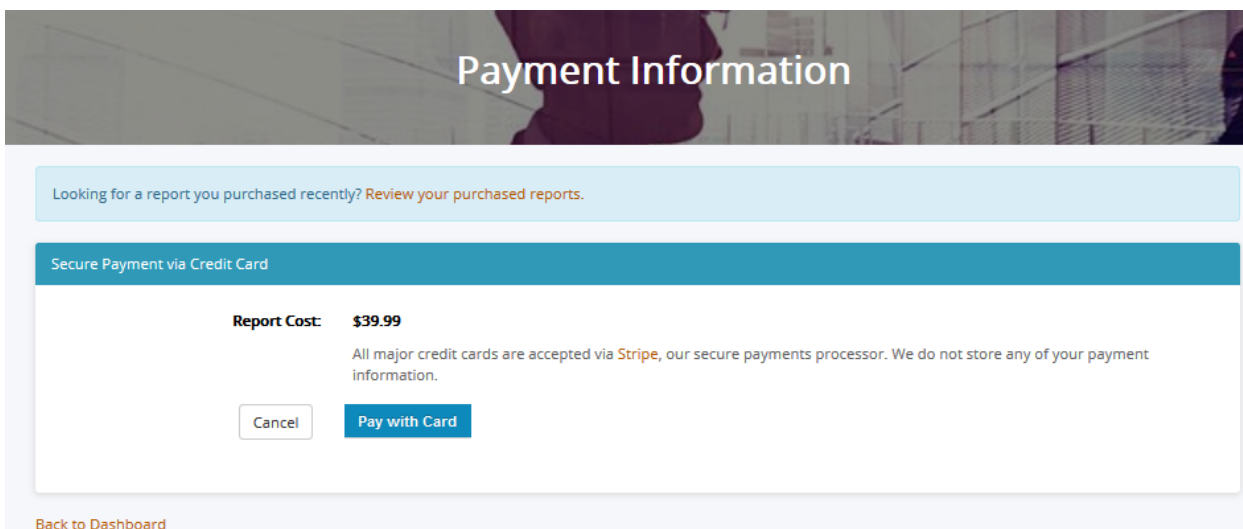 Payment Information
Looking for a report you purchased recently? Review your purchased reports.
Secure Payment via Credit Card
Report Cost: $39.99
All major credit cards are accepted via Stripe, our secure payments processor. We do not store any of your payment
information.
Cancel Pay with Card
Back to Dashboard